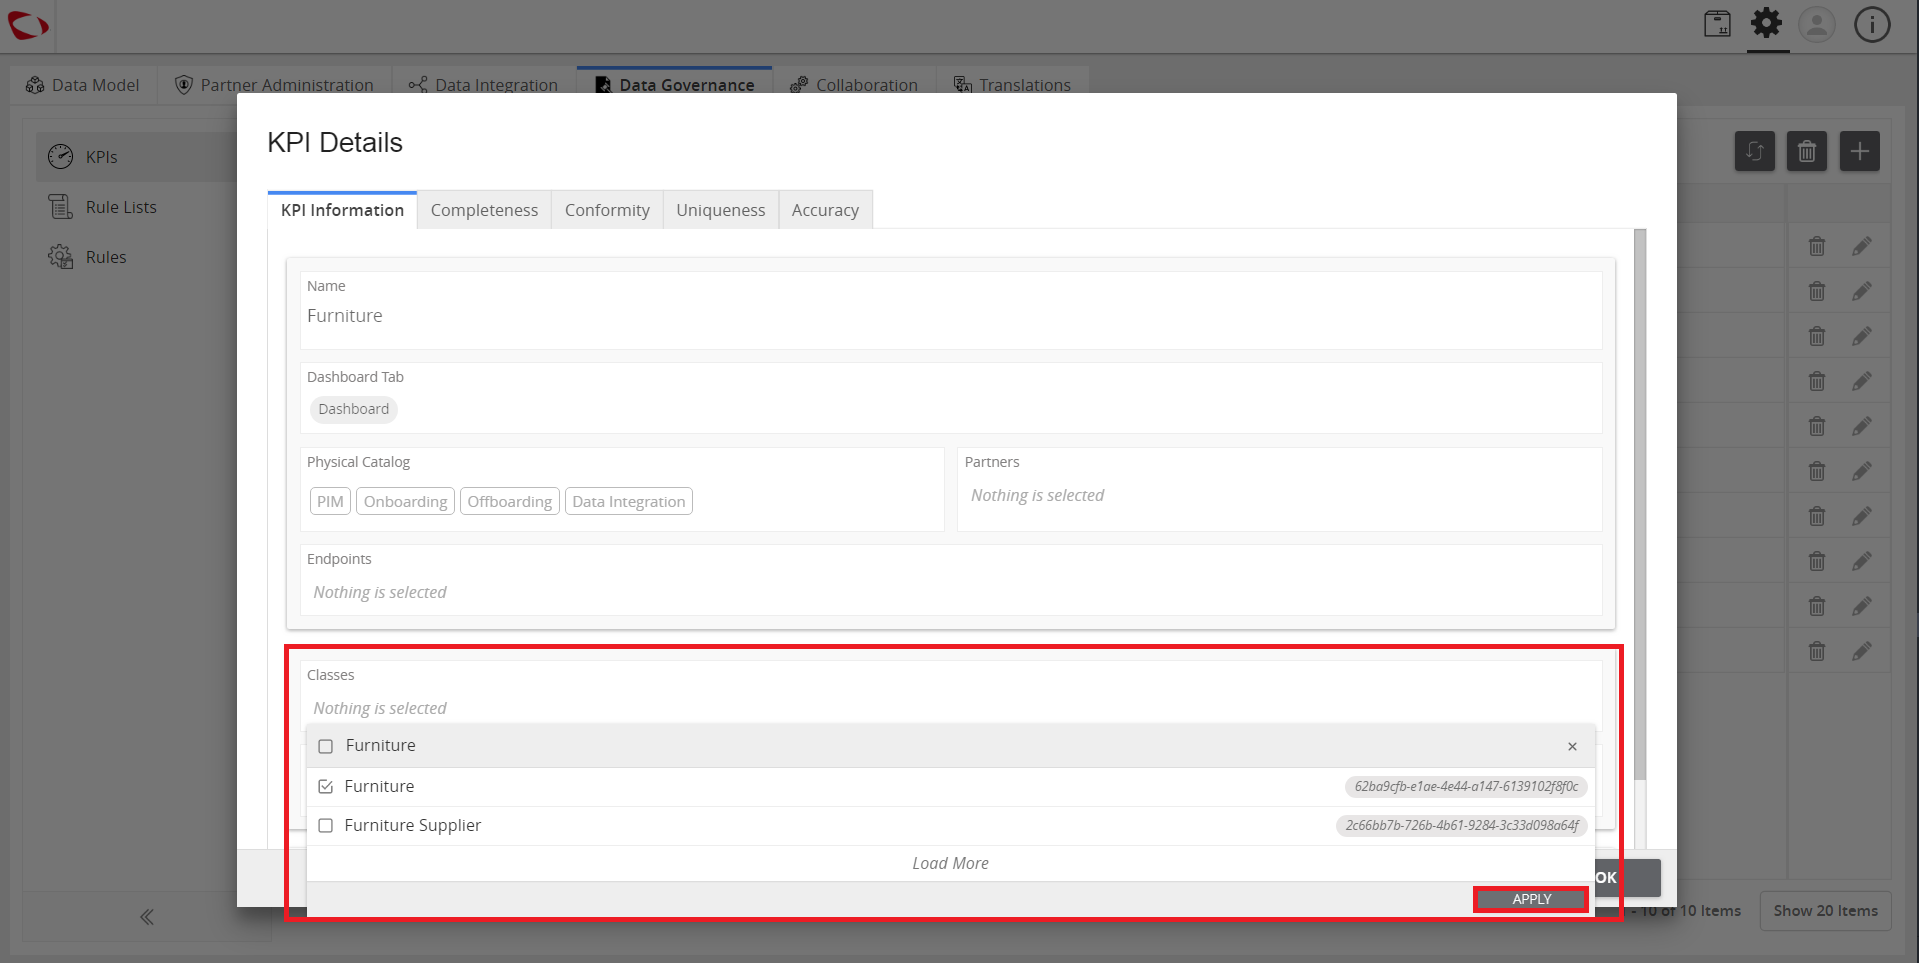 Data Model
Partner Administration
Data Integration
Data Governance
Collaboration
Translations
KPIs
Rule Lists
Rules
KPI Details
KPI Information
Completeness
Conformity
Uniqueness
Accuracy
Name
Furniture
Dashboard Tab
Dashboard
Physical Catalog
PIM Onboarding Offboarding Data Integration
Partners
Nothing is selected
Endpoints
Nothing is selected
Classes
Nothing is selected
Furniture
Furniture 62ba9cfb-e1ae-4e44-a147-6139102f8f0c
Furniture Supplier 2c66bb7b-726b-4b61-9284-3c33d098a64f
Load More
APPLY
OK
- 10 of 10 Items
Show 20 Items